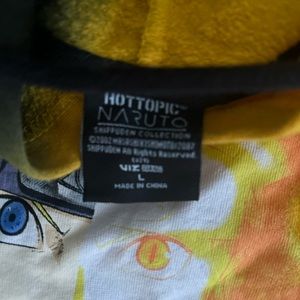 HOTTOPIC®
NARUTO
SHIPPUDEN COLLECTION
©2002 MASASHI KISHIMOTO/2007
SHIPPUDEN All Rights Reserved.
VIZ
L
MADE IN CHINA